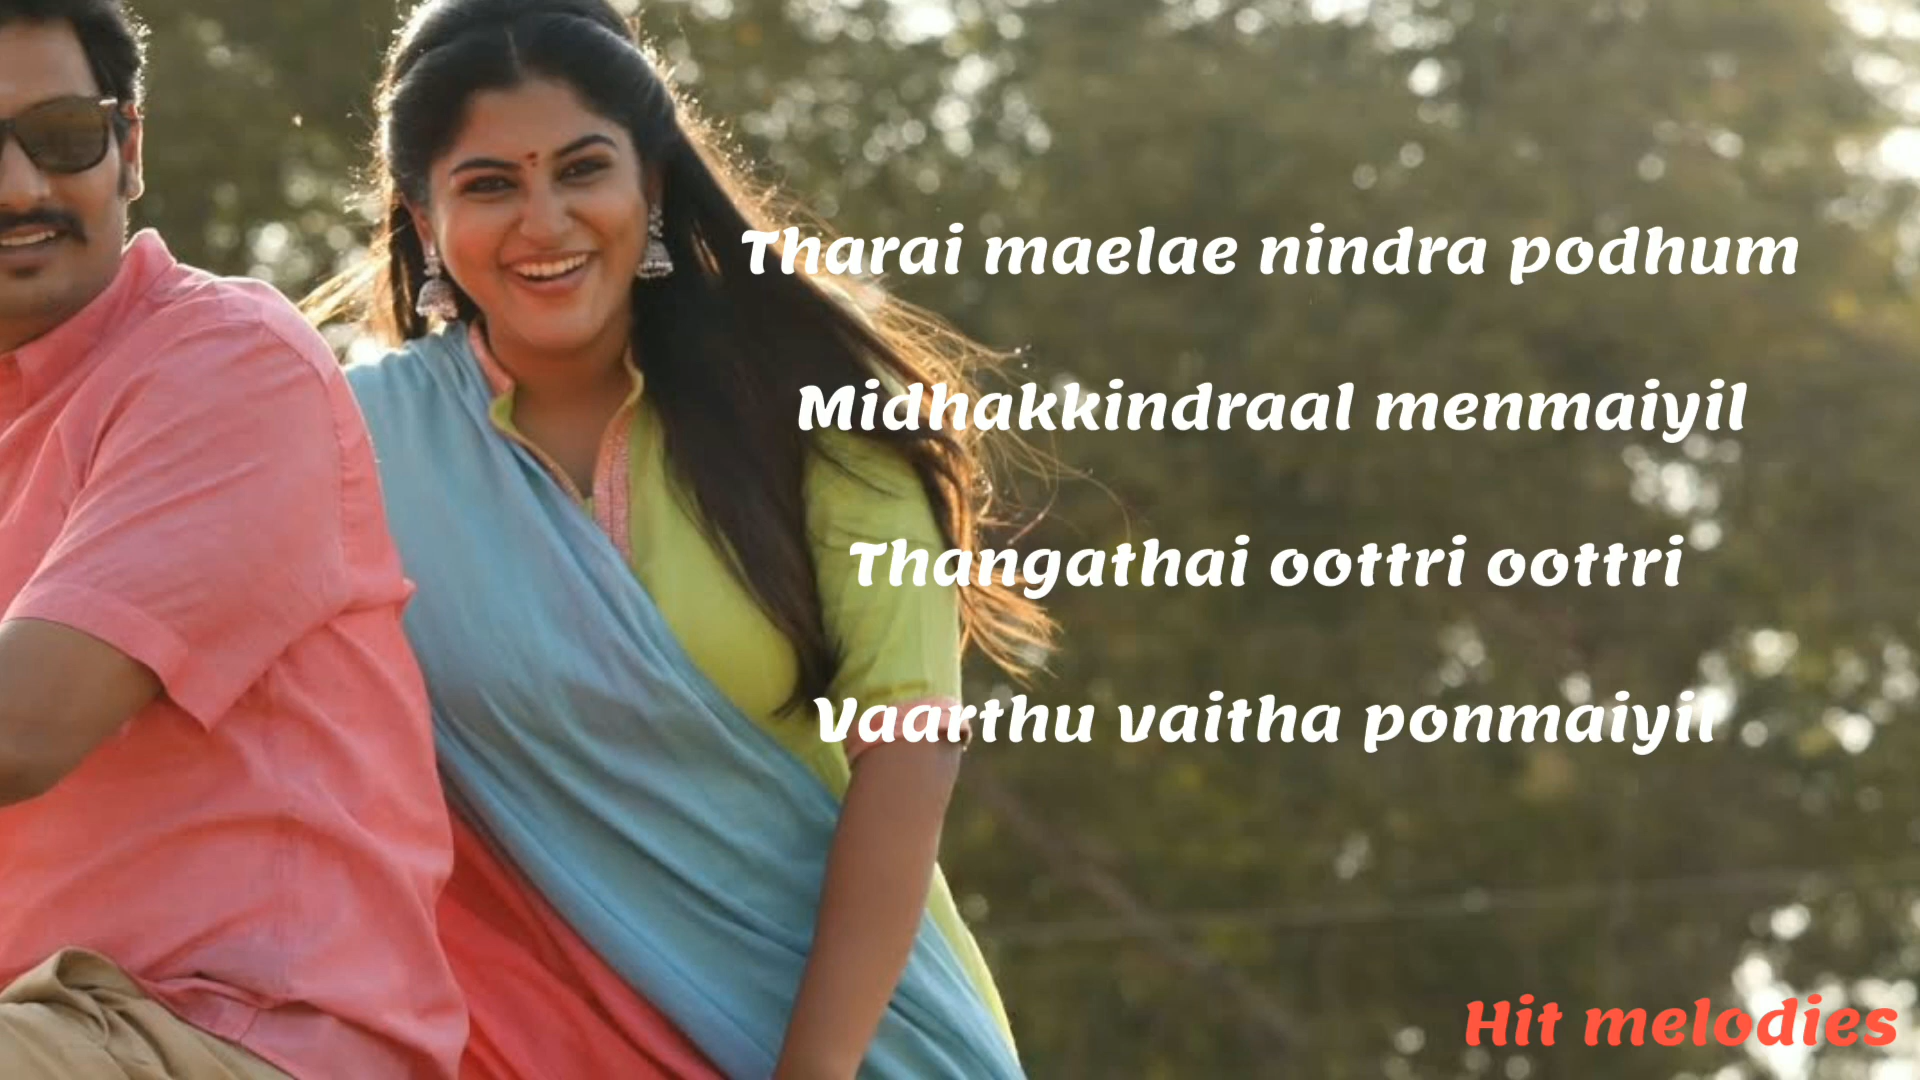 Tharai maelae nindra podhum
Midhakkindraal menmaiyil
Thangathai oottri oottri
Vaarthu vaitha ponmaiyil
Hit melodies